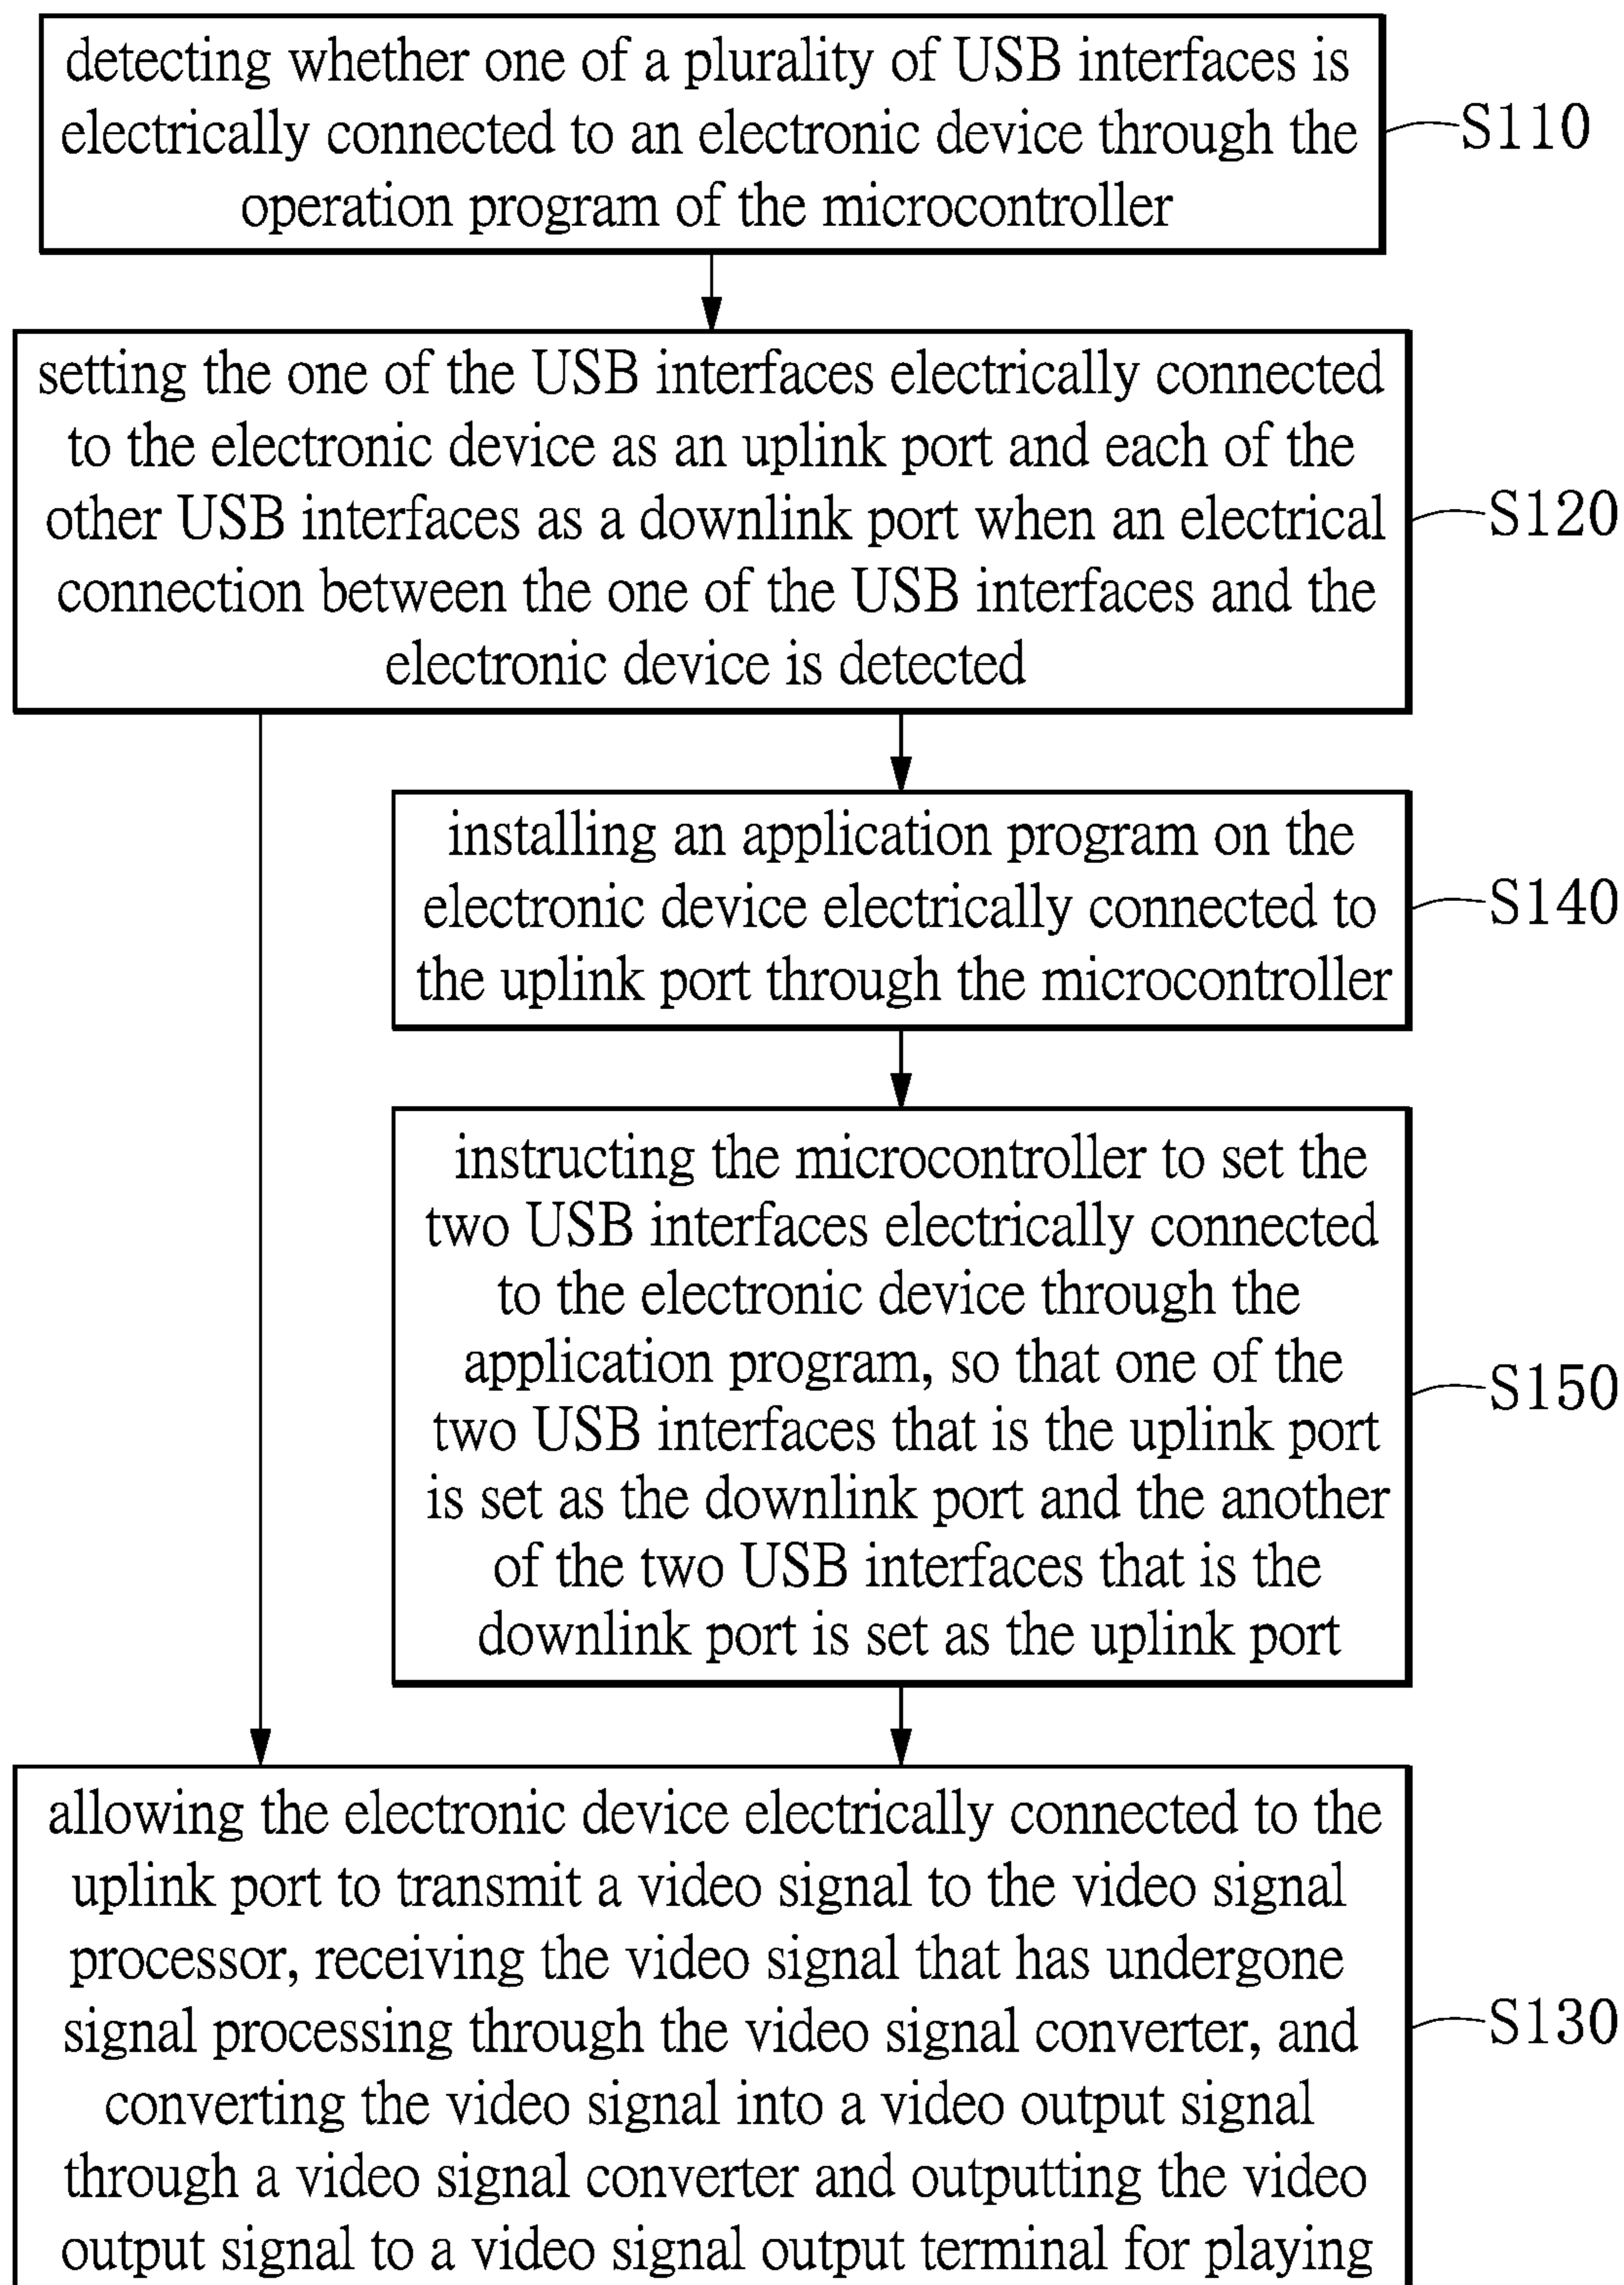 detecting whether one of a plurality of USB interfaces is
electrically connected to an electronic device through the
operation program of the microcontroller
S110
setting the one of the USB interfaces electrically connected
to the electronic device as an uplink port and each of the
other USB interfaces as a downlink port when an electrical
connection between the one of the USB interfaces and the
electronic device is detected
S120
installing an application program on the
electronic device electrically connected to
the uplink port through the microcontroller
S140
instructing the microcontroller to set the
two USB interfaces electrically connected
to the electronic device through the
application program, so that one of the
two USB interfaces that is the uplink port
is set as the downlink port and the another
of the two USB interfaces that is the
downlink port is set as the uplink port
S150
allowing the electronic device electrically connected to the
uplink port to transmit a video signal to the video signal
processor, receiving the video signal that has undergone
signal processing through the video signal converter, and
converting the video signal into a video output signal
through a video signal converter and outputting the video
output signal to a video signal output terminal for playing
S130